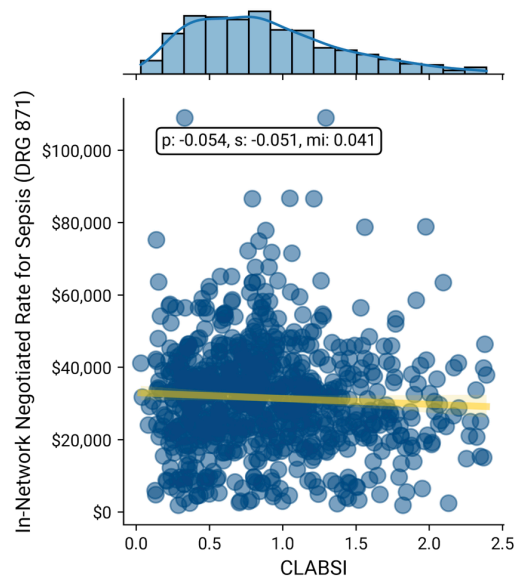 In-Network Negotiated Rate for Sepsis (DRG 871)
p: -0.054, s: -0.051, mi: 0.041
$100,000
$80,000
$60,000
$40,000
$20,000
$0
0.0 0.5 1.0 1.5 2.0 2.5
CLABSI